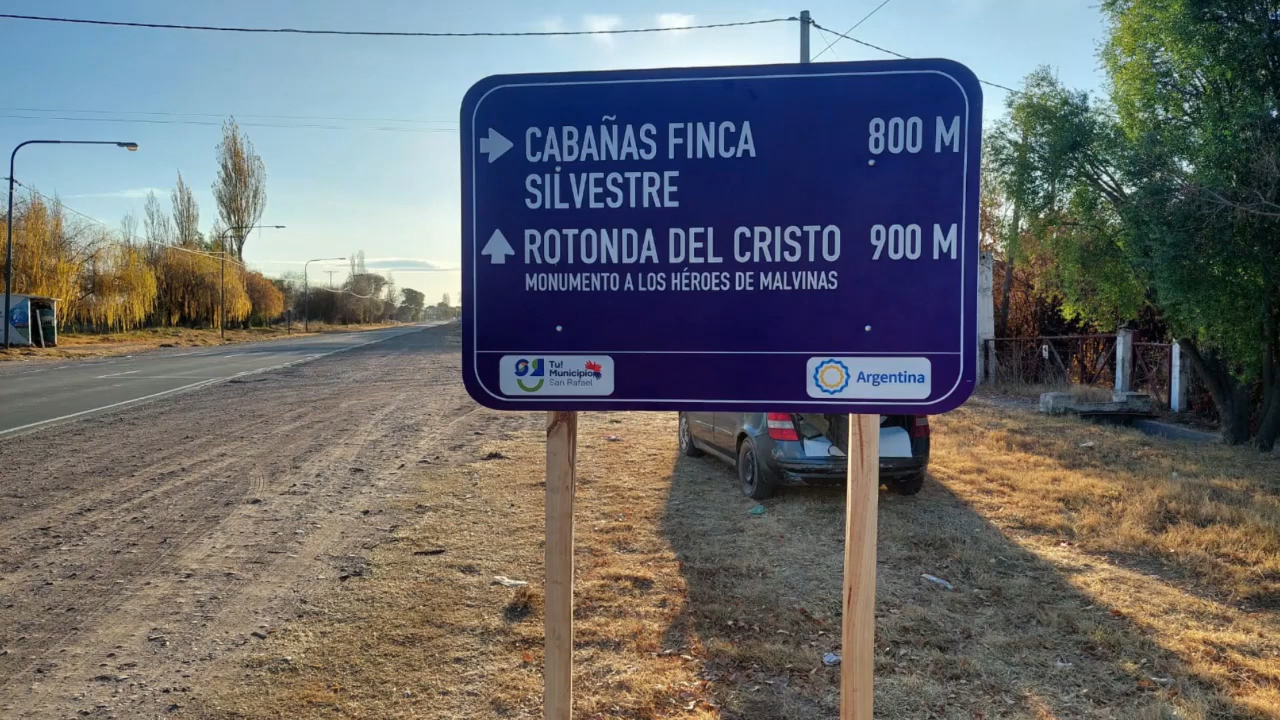 CABAÑAS FINCA 800 M
SILVESTRE
ROTONDA DEL CRISTO 900 M
MONUMENTO A LOS HÉROES DE MALVINAS
Tu!
Municipio
San Rafael
Argentina